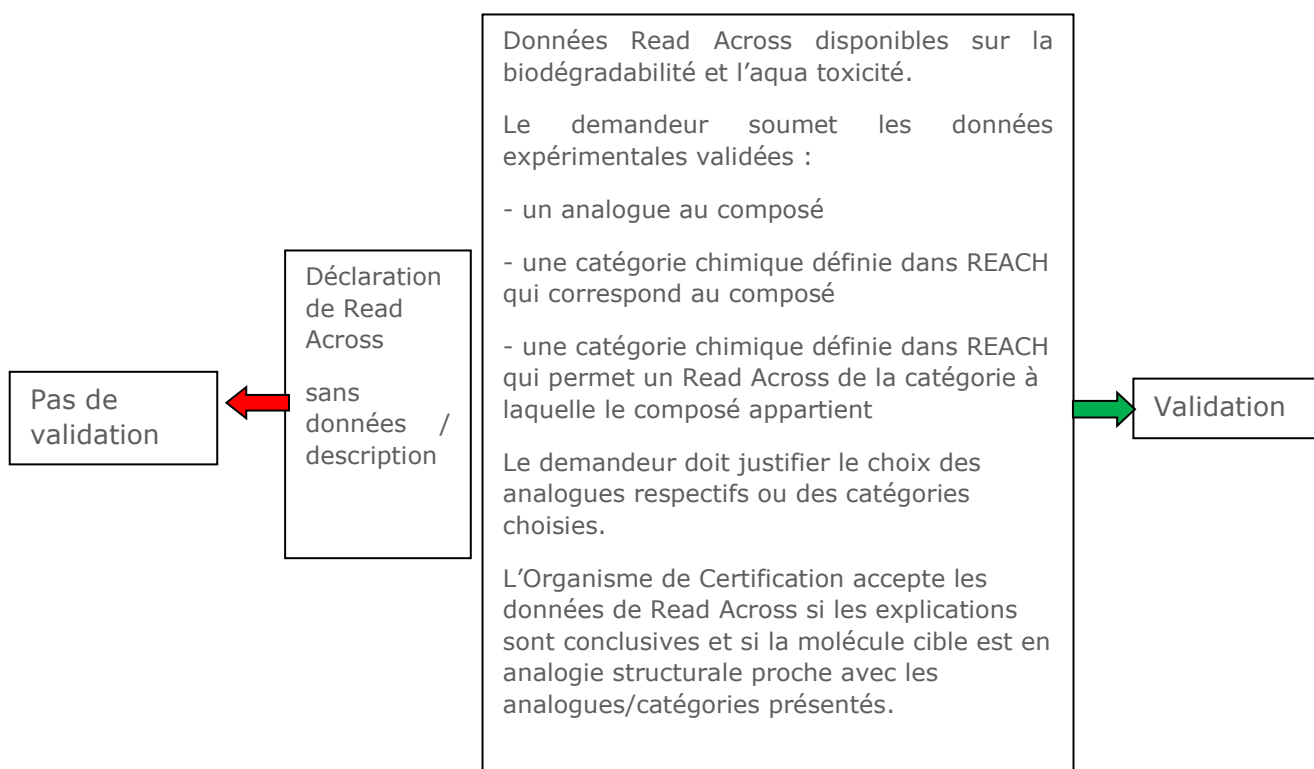 Pas de
validation
Déclaration
de Read
Across
sans
données /
description
Données Read Across disponibles sur la
biodégradabilité et l’aqua toxicité.
Le demandeur soumet les données
expérimentales validées :
- un analogue au composé
- une catégorie chimique définie dans REACH
qui correspond au composé
- une catégorie chimique définie dans REACH
qui permet un Read Across de la catégorie à
laquelle le composé appartient
Le demandeur doit justifier le choix des
analogues respectifs ou des catégories
choisies.
L’Organisme de Certification accepte les
données de Read Across si les explications
sont conclusives et si la molécule cible est en
analogie structurale proche avec les
analogues/catégories présentés.
Validation